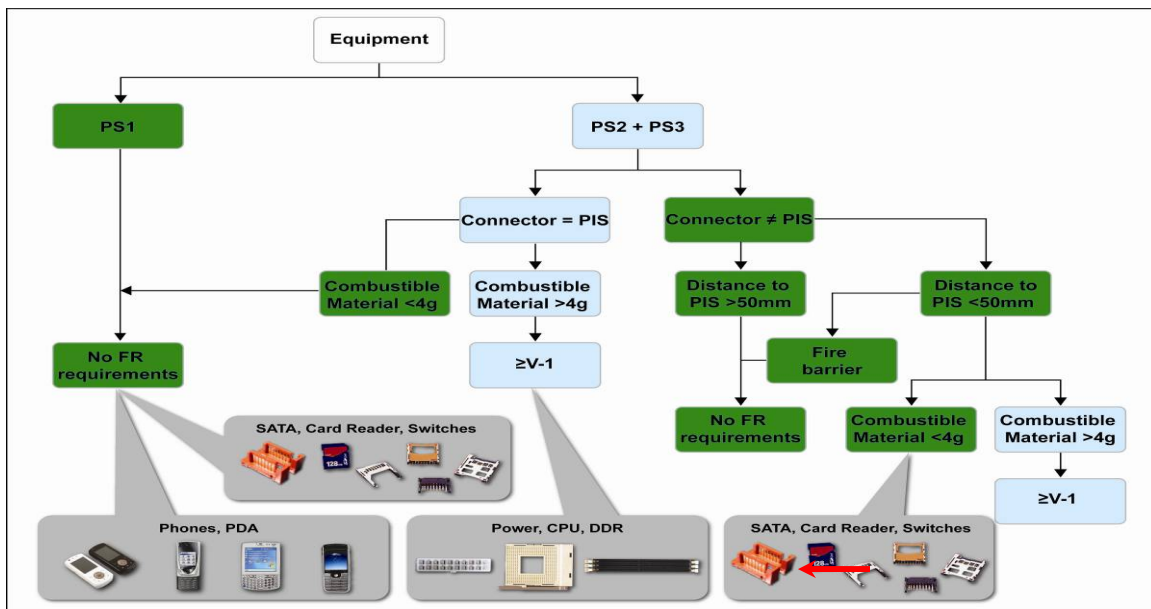 Equipment
PS1
PS2 + PS3
Connector = PIS
Connector ≠ PIS
Combustible
Material <4g
Combustible
Material >4g
Distance to
PIS >50mm
Distance to
PIS <50mm
No FR
requirements
≥V-1
Fire
barrier
No FR
requirements
Combustible
Material <4g
Combustible
Material >4g
≥V-1
SATA, Card Reader, Switches
128
Phones, PDA
Power, CPU, DDR
SATA, Card Reader, Switches
128